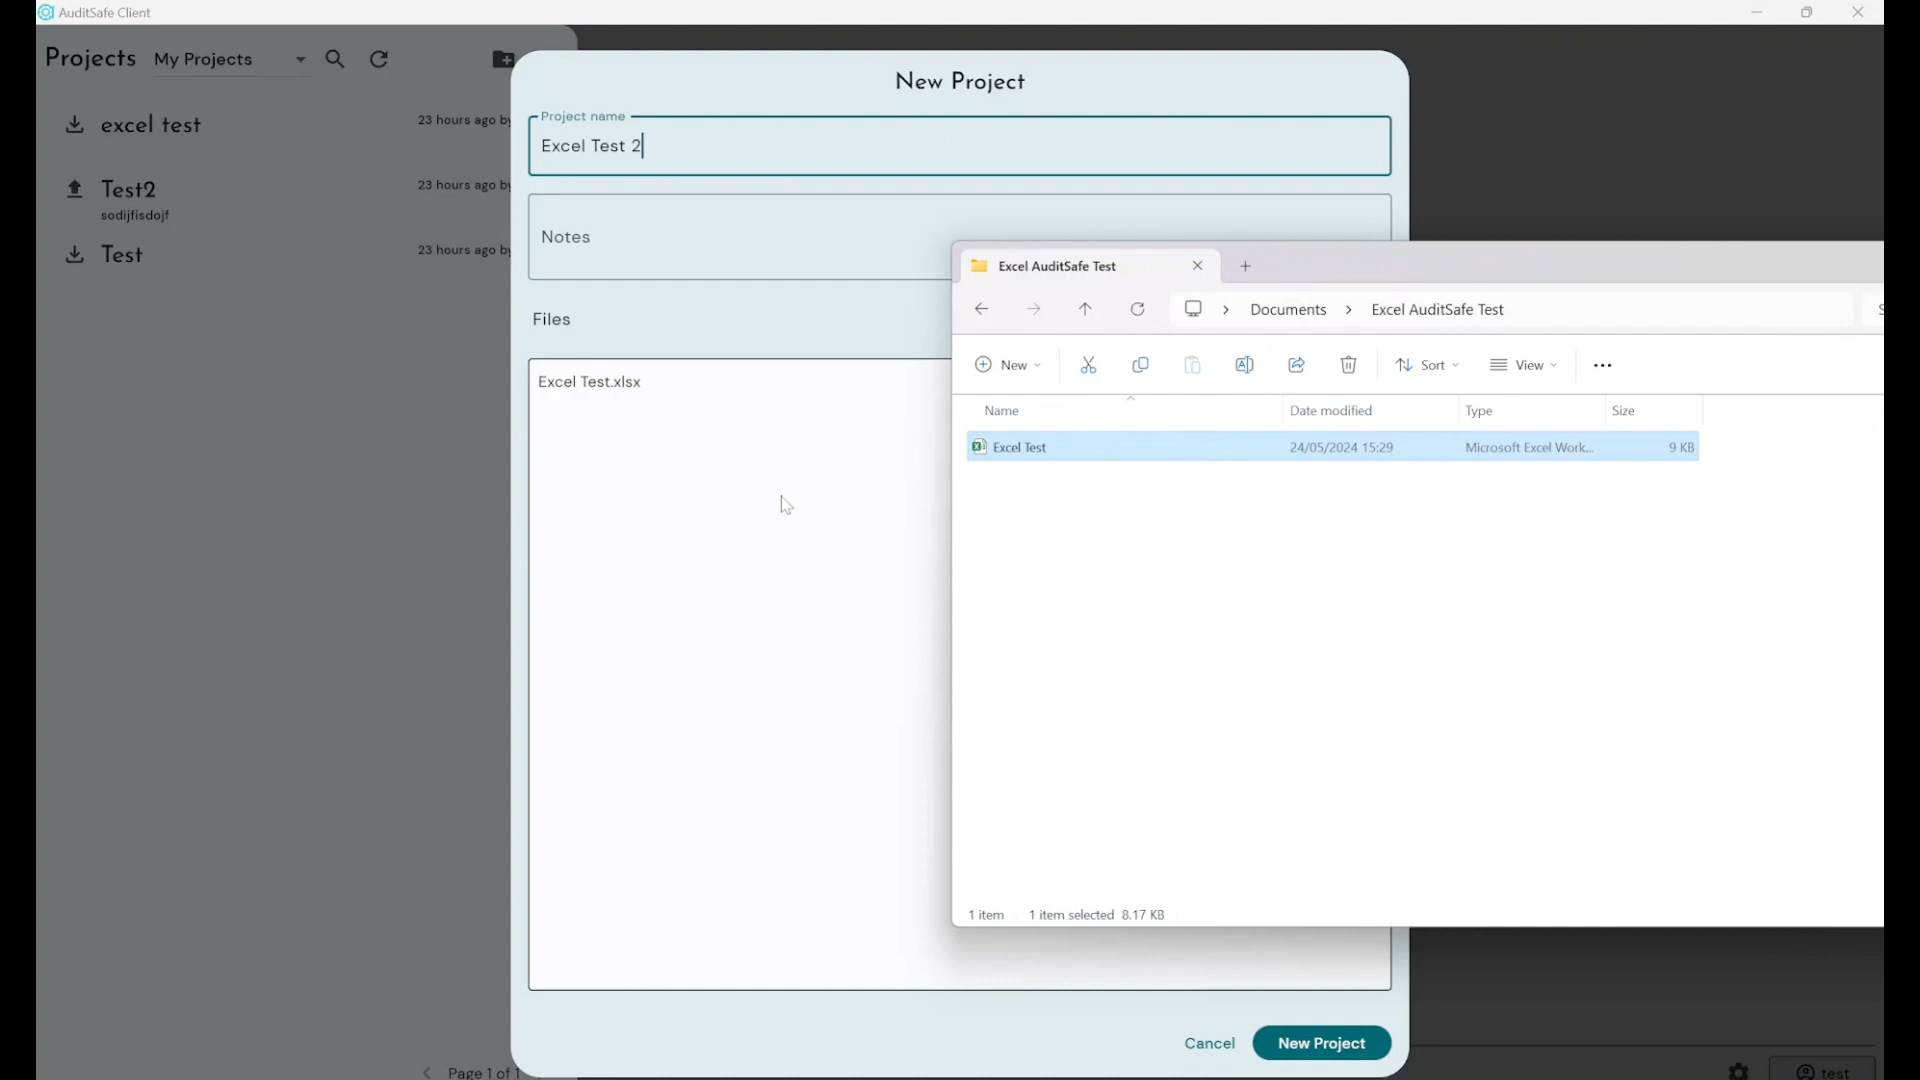 AuditSafe Client
Projects My Projects
excel test 23 hours ago by
Test2 23 hours ago by
sodijfisdojf
Test 23 hours ago by
Page 1 of 1
New Project
Project name
Excel Test 2
Notes
Files
Excel Test.xlsx
Cancel New Project
Excel AuditSafe Test
Documents > Excel AuditSafe Test
New Sort View
Name Date modified Type Size
Excel Test 24/05/2024 15:29 Microsoft Excel Work... 9 KB
1 item 1 item selected 8.17 KB
test